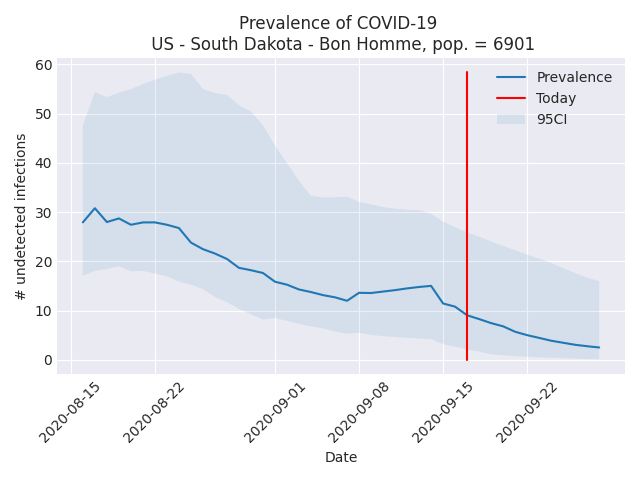 Prevalence of COVID-19
US - South Dakota - Bon Homme, pop. = 6901
Prevalence
Today
95CI
# undetected infections
60
50
40
30
20
10
0
2020-08-15
2020-08-22
2020-09-01
2020-09-08
2020-09-15
2020-09-22
Date